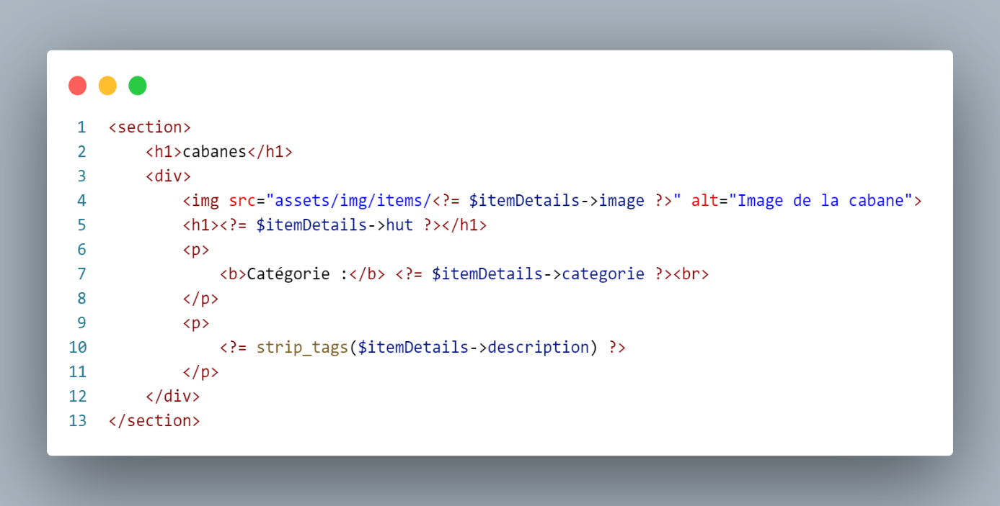 1 <section>
2     <h1>cabanes</h1>
3     <div>
4         <img src="assets/img/items/<?= $itemDetails->image ?>" alt="Image de la cabane">
5         <h1><?= $itemDetails->hut ?></h1>
6         <p>
7             <b>Catégorie :</b> <?= $itemDetails->categorie ?><br>
8         </p>
9         <p>
10             <?= strip_tags($itemDetails->description) ?>
11         </p>
12     </div>
13 </section>